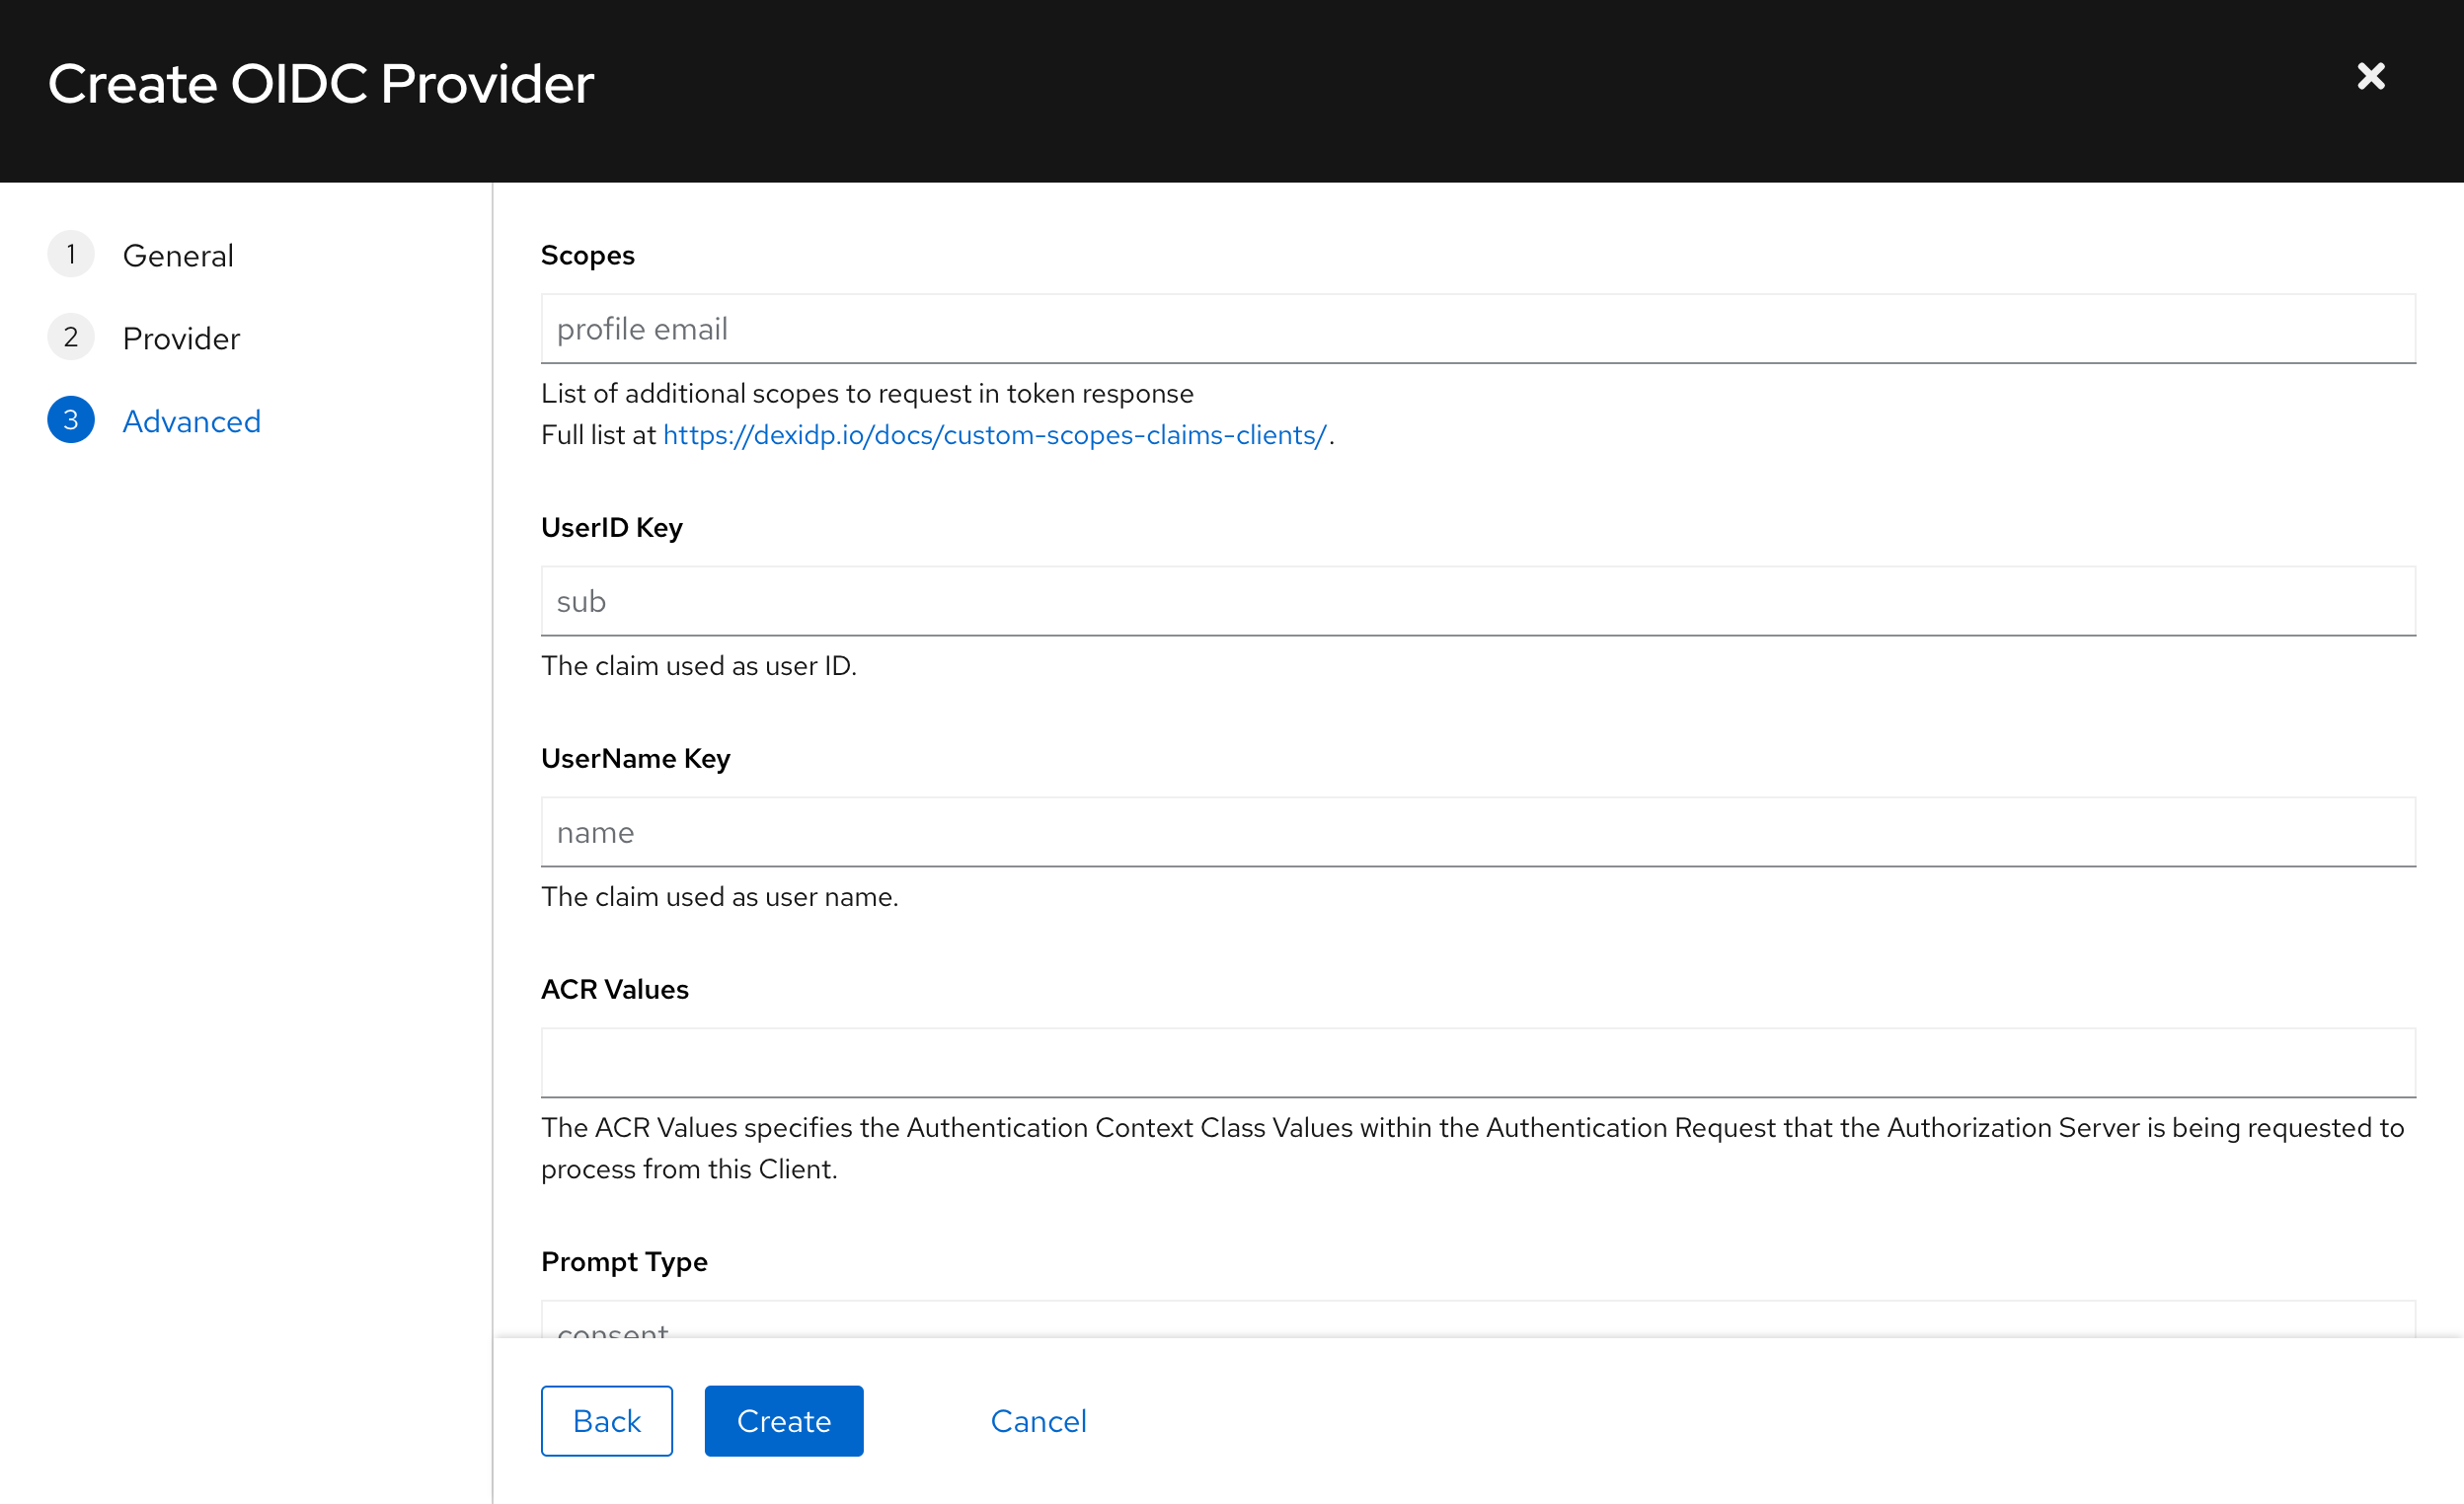 Create OIDC Provider
1 General
2 Provider
3 Advanced
Scopes
profile email
List of additional scopes to request in token response
Full list at https://dexidp.io/docs/custom-scopes-claims-clients/.
UserID Key
sub
The claim used as user ID.
UserName Key
name
The claim used as user name.
ACR Values
The ACR Values specifies the Authentication Context Class Values within the Authentication Request that the Authorization Server is being requested to
process from this Client.
Prompt Type
consent
Back Create Cancel